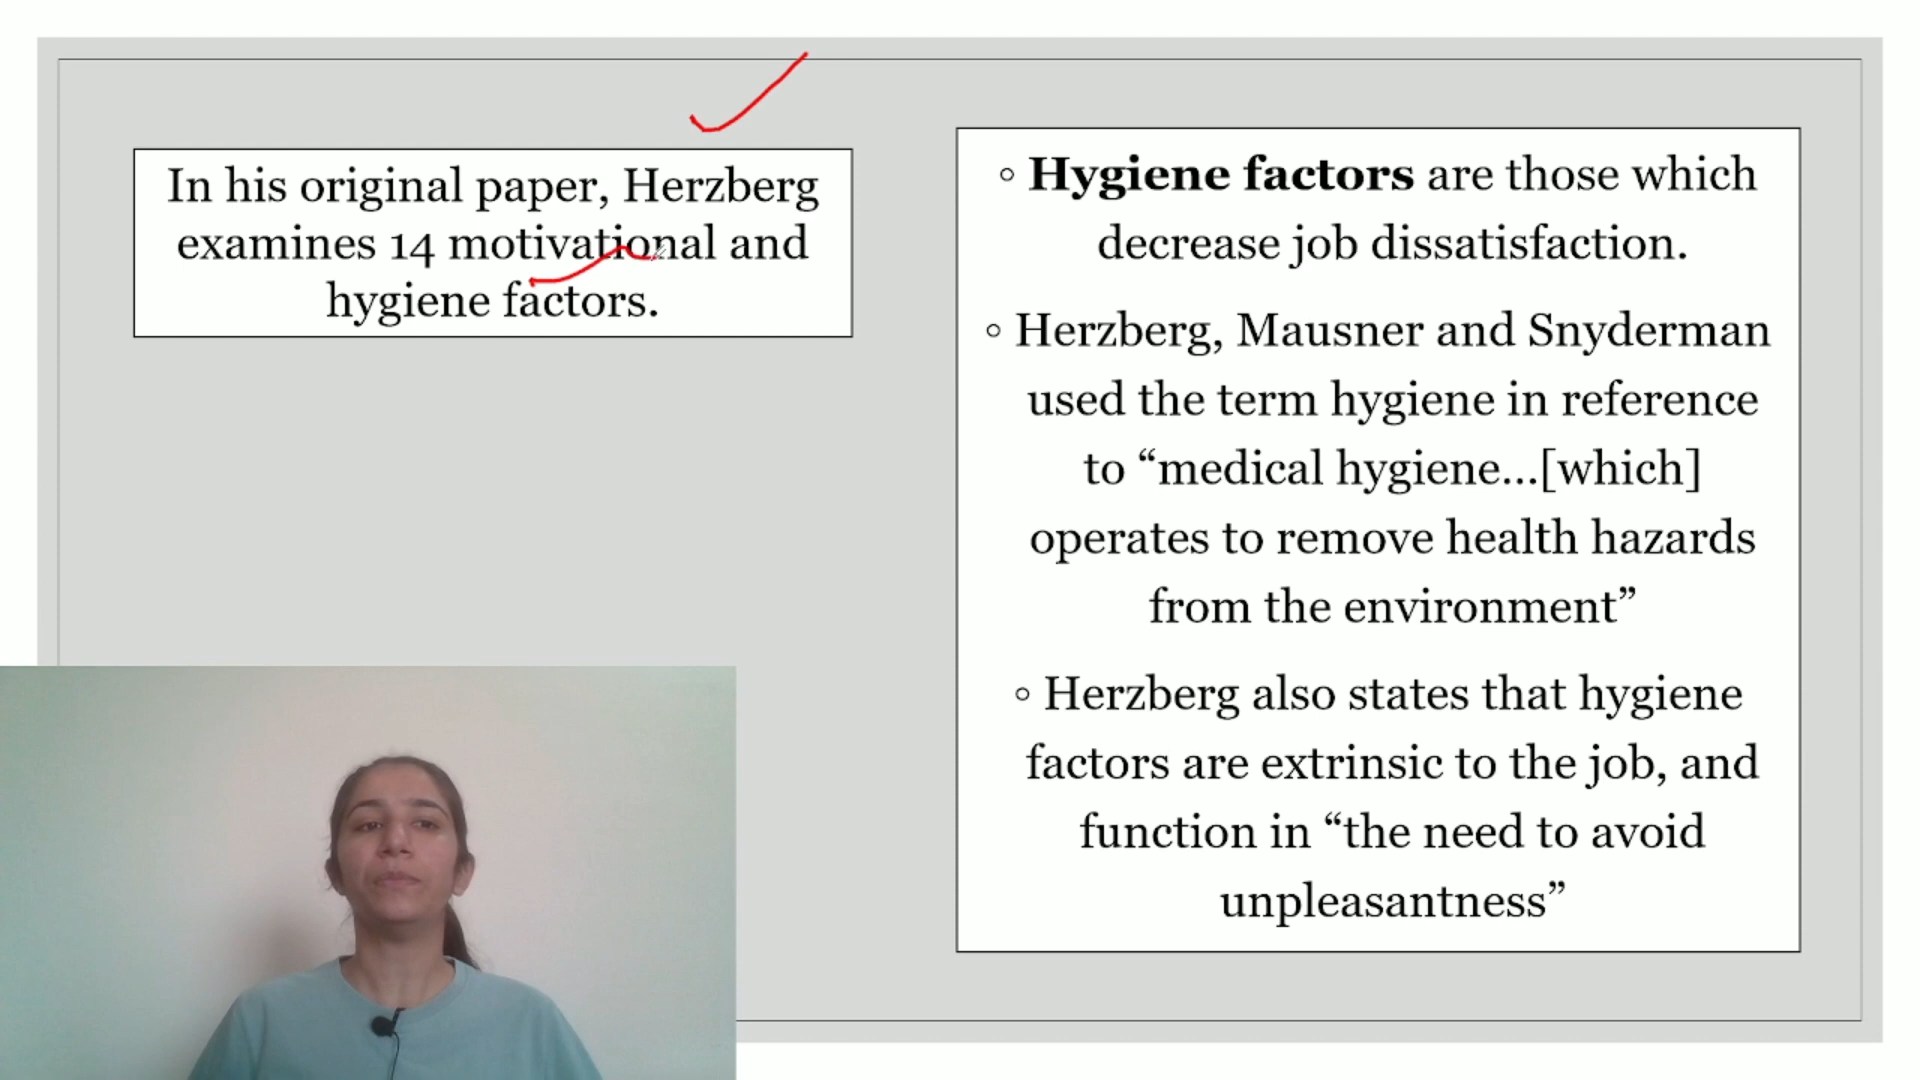 In his original paper, Herzberg
examines 14 motivational and
hygiene factors.
◦ Hygiene factors are those which
decrease job dissatisfaction.
◦ Herzberg, Mausner and Snyderman
used the term hygiene in reference
to “medical hygiene...[which]
operates to remove health hazards
from the environment”
◦ Herzberg also states that hygiene
factors are extrinsic to the job, and
function in “the need to avoid
unpleasantness”